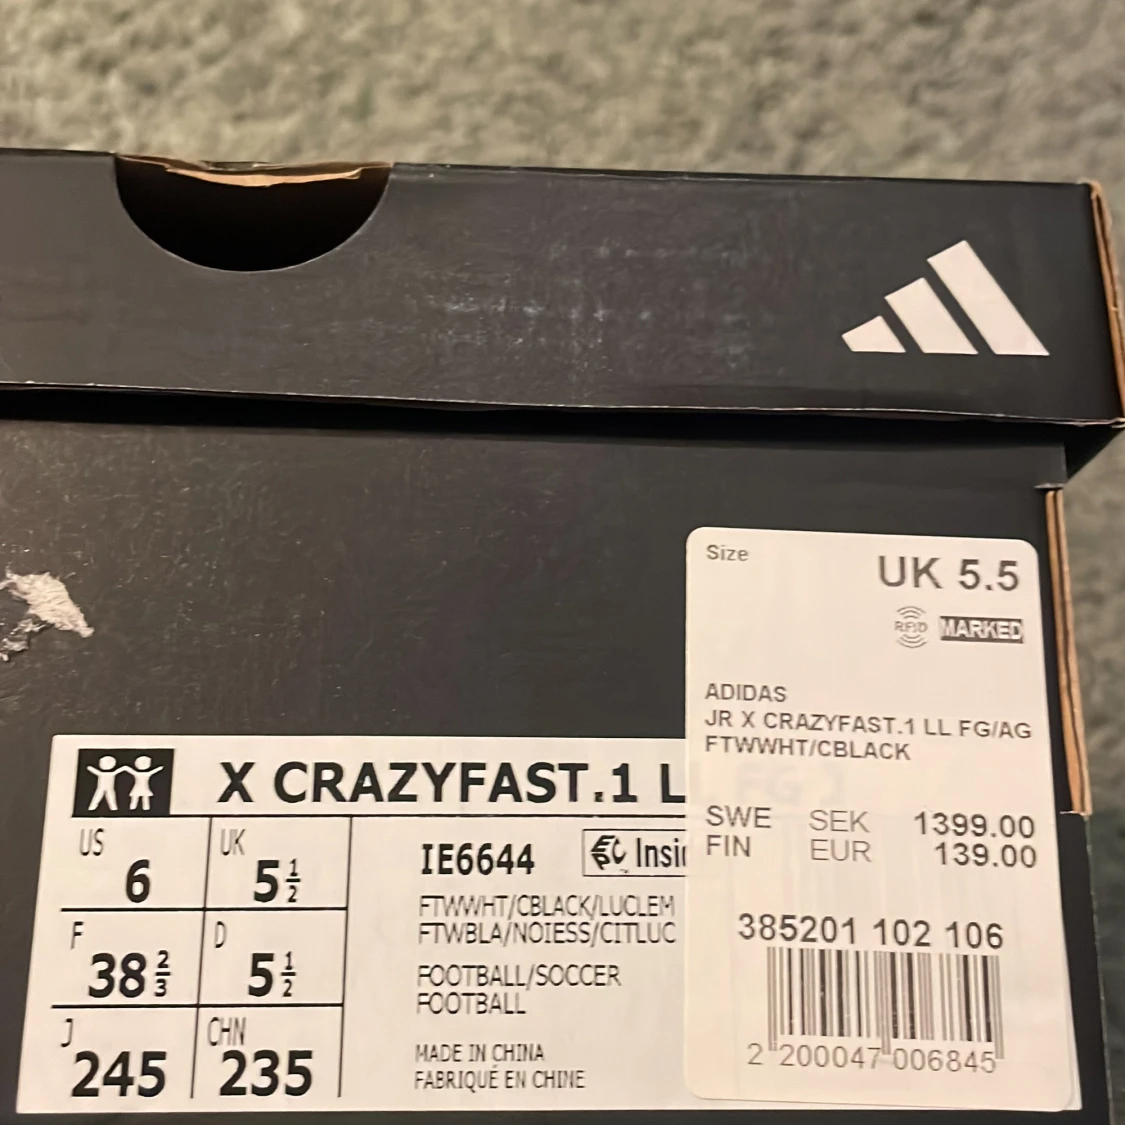 Size
UK 5.5
RFID MARKED
ADIDAS
JR X CRAZYFAST.1 LL FG/AG
FTWWHT/CBLACK
SWE SEK 1399.00
FIN EUR 139.00
385201 102 106
2 200047 006845
X CRAZYFAST.1 L
US 6
UK 5 1/2
F 38 2/3
D 5 1/2
J 245
CHN 235
IE6644
FTWWHT/CBLACK/LUCLEM
FTWBLA/NOIESS/CITLUC
FOOTBALL/SOCCER
FOOTBALL
MADE IN CHINA
FABRIQUÉ EN CHINE